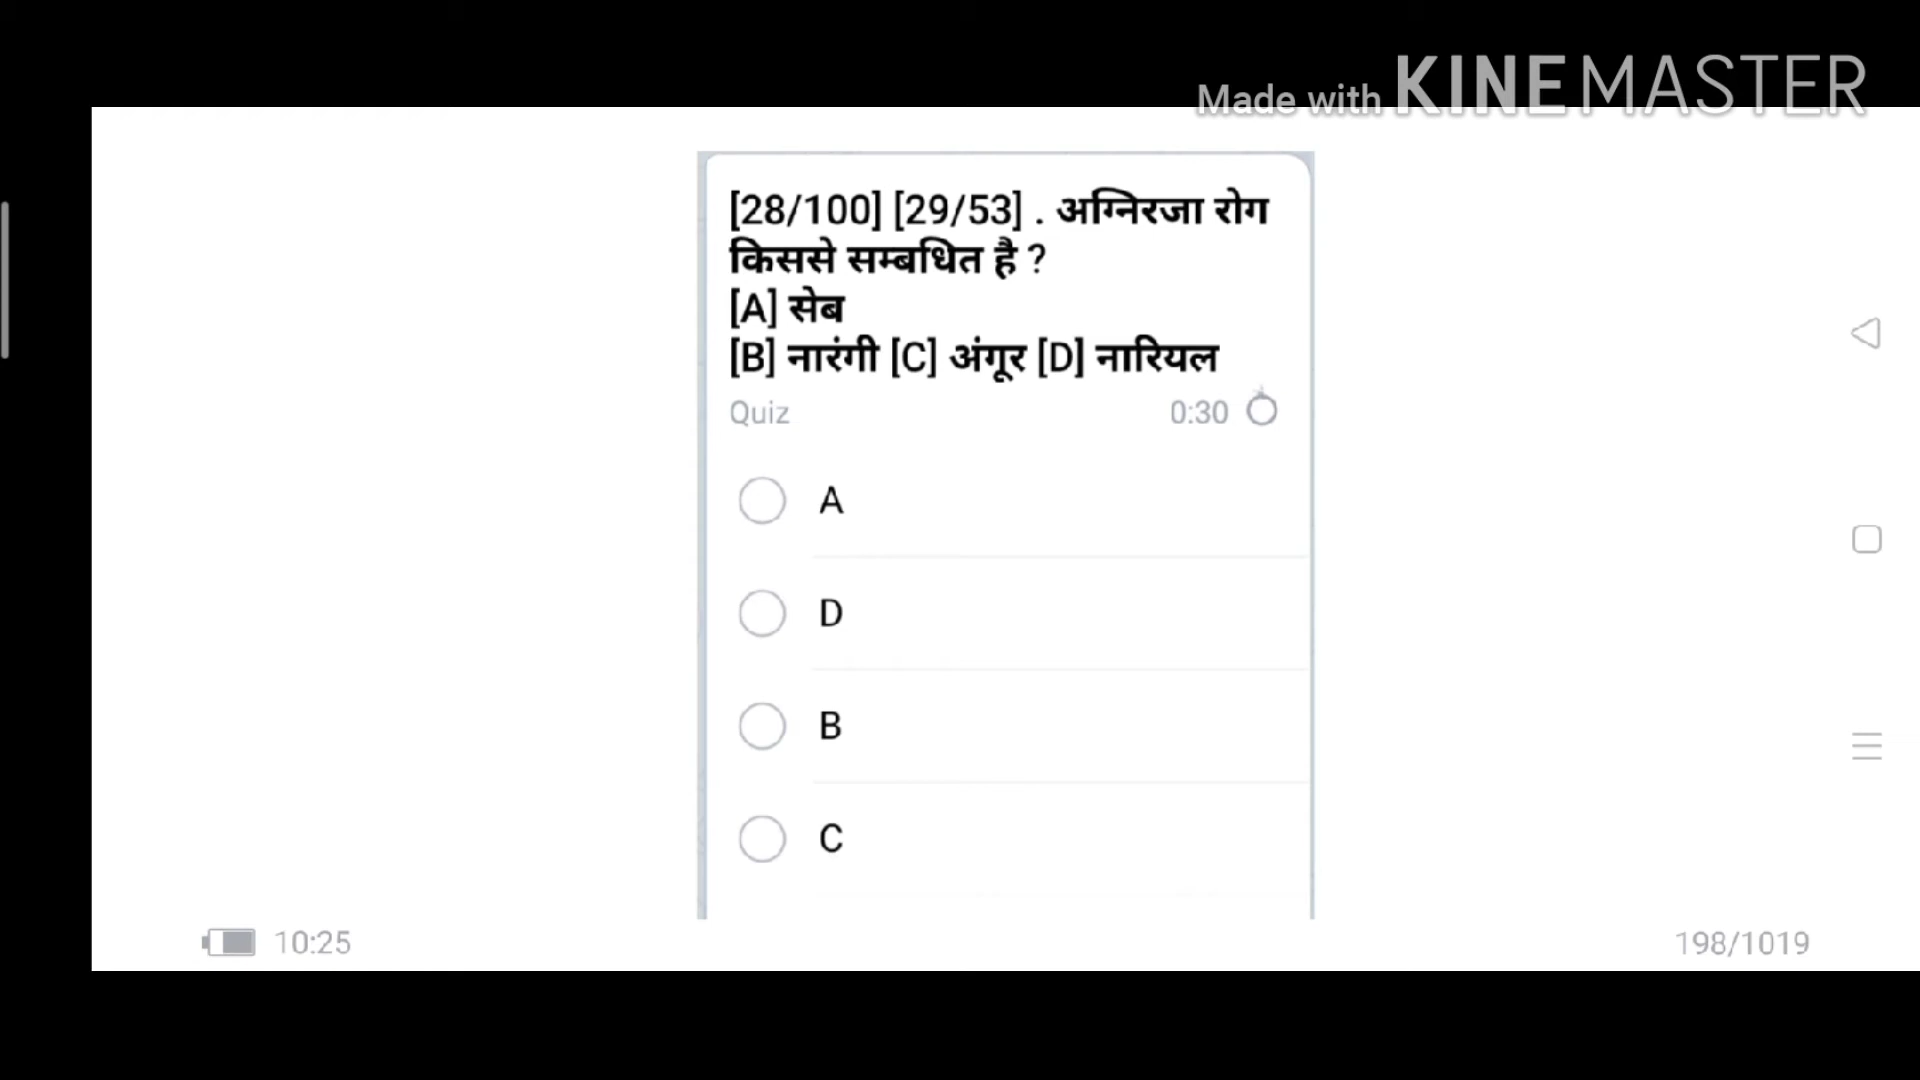 Made with KINEMASTER
[28/100] [29/53] . अग्निरजा रोग
किससे सम्बधित है ?
[A] सेब
[B] नारंगी [C] अंगूर [D] नारियल
Quiz 0:30
A
D
B
C
10:25 198/1019